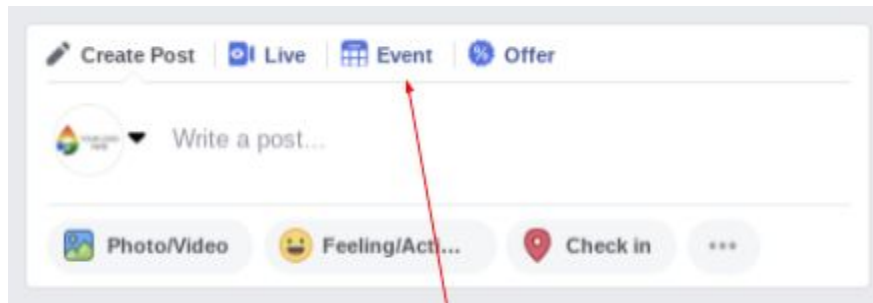 Create Post Live Event Offer
Write a post...
Photo/Video Feeling/Acti... Check in